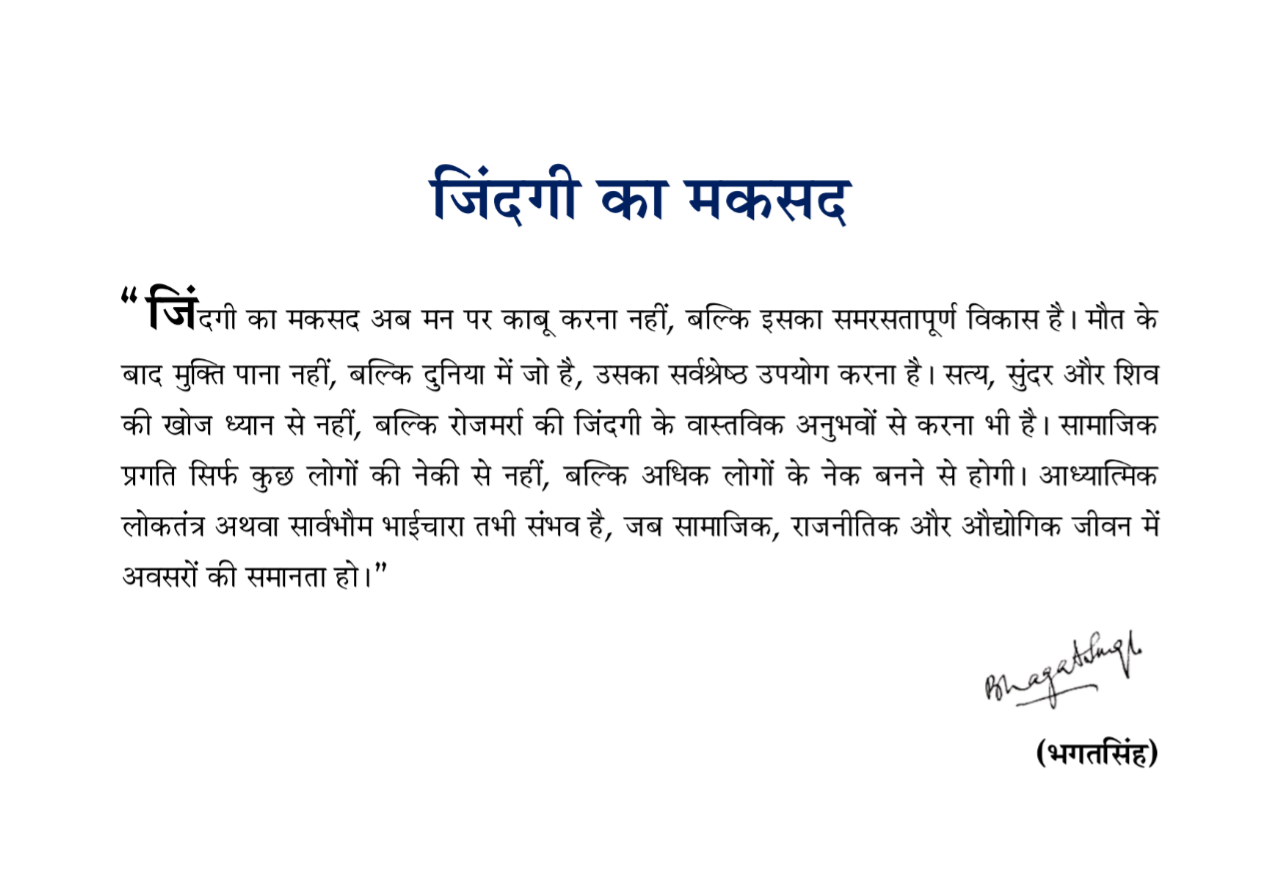 जिंदगी का मकसद
“जिंदगी का मकसद अब मन पर काबू करना नहीं, बल्कि इसका समरसतापूर्ण विकास है। मौत के
बाद मुक्ति पाना नहीं, बल्कि दुनिया में जो है, उसका सर्वश्रेष्ठ उपयोग करना है। सत्य, सुंदर और शिव
की खोज ध्यान से नहीं, बल्कि रोजमर्रा की जिंदगी के वास्तविक अनुभवों से करना भी है। सामाजिक
प्रगति सिर्फ कुछ लोगों की नेकी से नहीं, बल्कि अधिक लोगों के नेक बनने से होगी। आध्यात्मिक
लोकतंत्र अथवा सार्वभौम भाईचारा तभी संभव है, जब सामाजिक, राजनीतिक और औद्योगिक जीवन में
अवसरों की समानता हो।”
Bhagat Singh
(भगतसिंह)